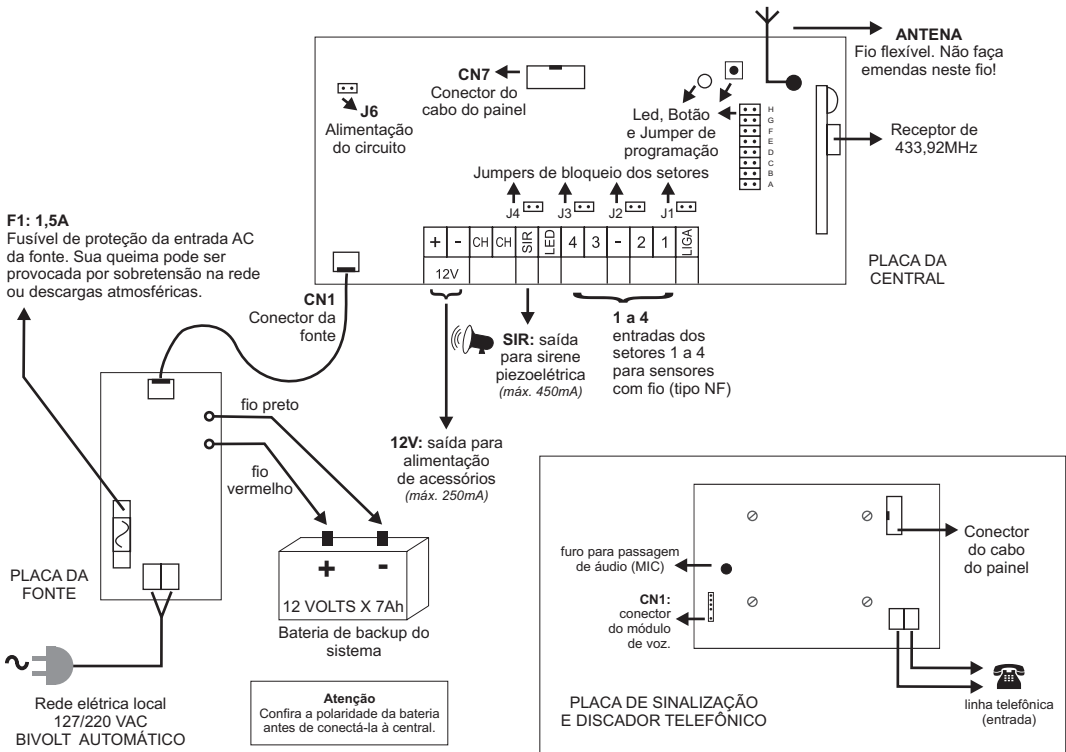 ANTENA
Fio flexível. Não faça
emendas neste fio!
CN7
Conector do
cabo do painel
J6
Alimentação
do circuito
Led, Botão
e Jumper de
programação
H
G
F
E
D
C
B
A
Receptor de
433,92MHz
Jumpers de bloqueio dos setores
J4 J3 J2 J1
+ - CH CH SIR LED 4 3 - 2 1 LIGA
12V
PLACA DA
CENTRAL
F1: 1,5A
Fusível de proteção da entrada AC
da fonte. Sua queima pode ser
provocada por sobretensão na rede
ou descargas atmosféricas.
CN1
Conector da
fonte
SIR: saída
para sirene
piezoelétrica
(máx. 450mA)
1 a 4
entradas dos
setores 1 a 4
para sensores
com fio (tipo NF)
12V: saída para
alimentação
de acessórios
(máx. 250mA)
fio preto
fio
vermelho
PLACA DA
FONTE
+ -
12 VOLTS X 7Ah
Bateria de backup do
sistema
Rede elétrica local
127/220 VAC
BIVOLT AUTOMÁTICO
Atenção
Confira a polaridade da bateria
antes de conectá-la à central.
furo para passagem
de áudio (MIC)
CN1:
conector
do módulo
de voz.
Conector
do cabo
do painel
linha telefônica
(entrada)
PLACA DE SINALIZAÇÃO
E DISCADOR TELEFÔNICO